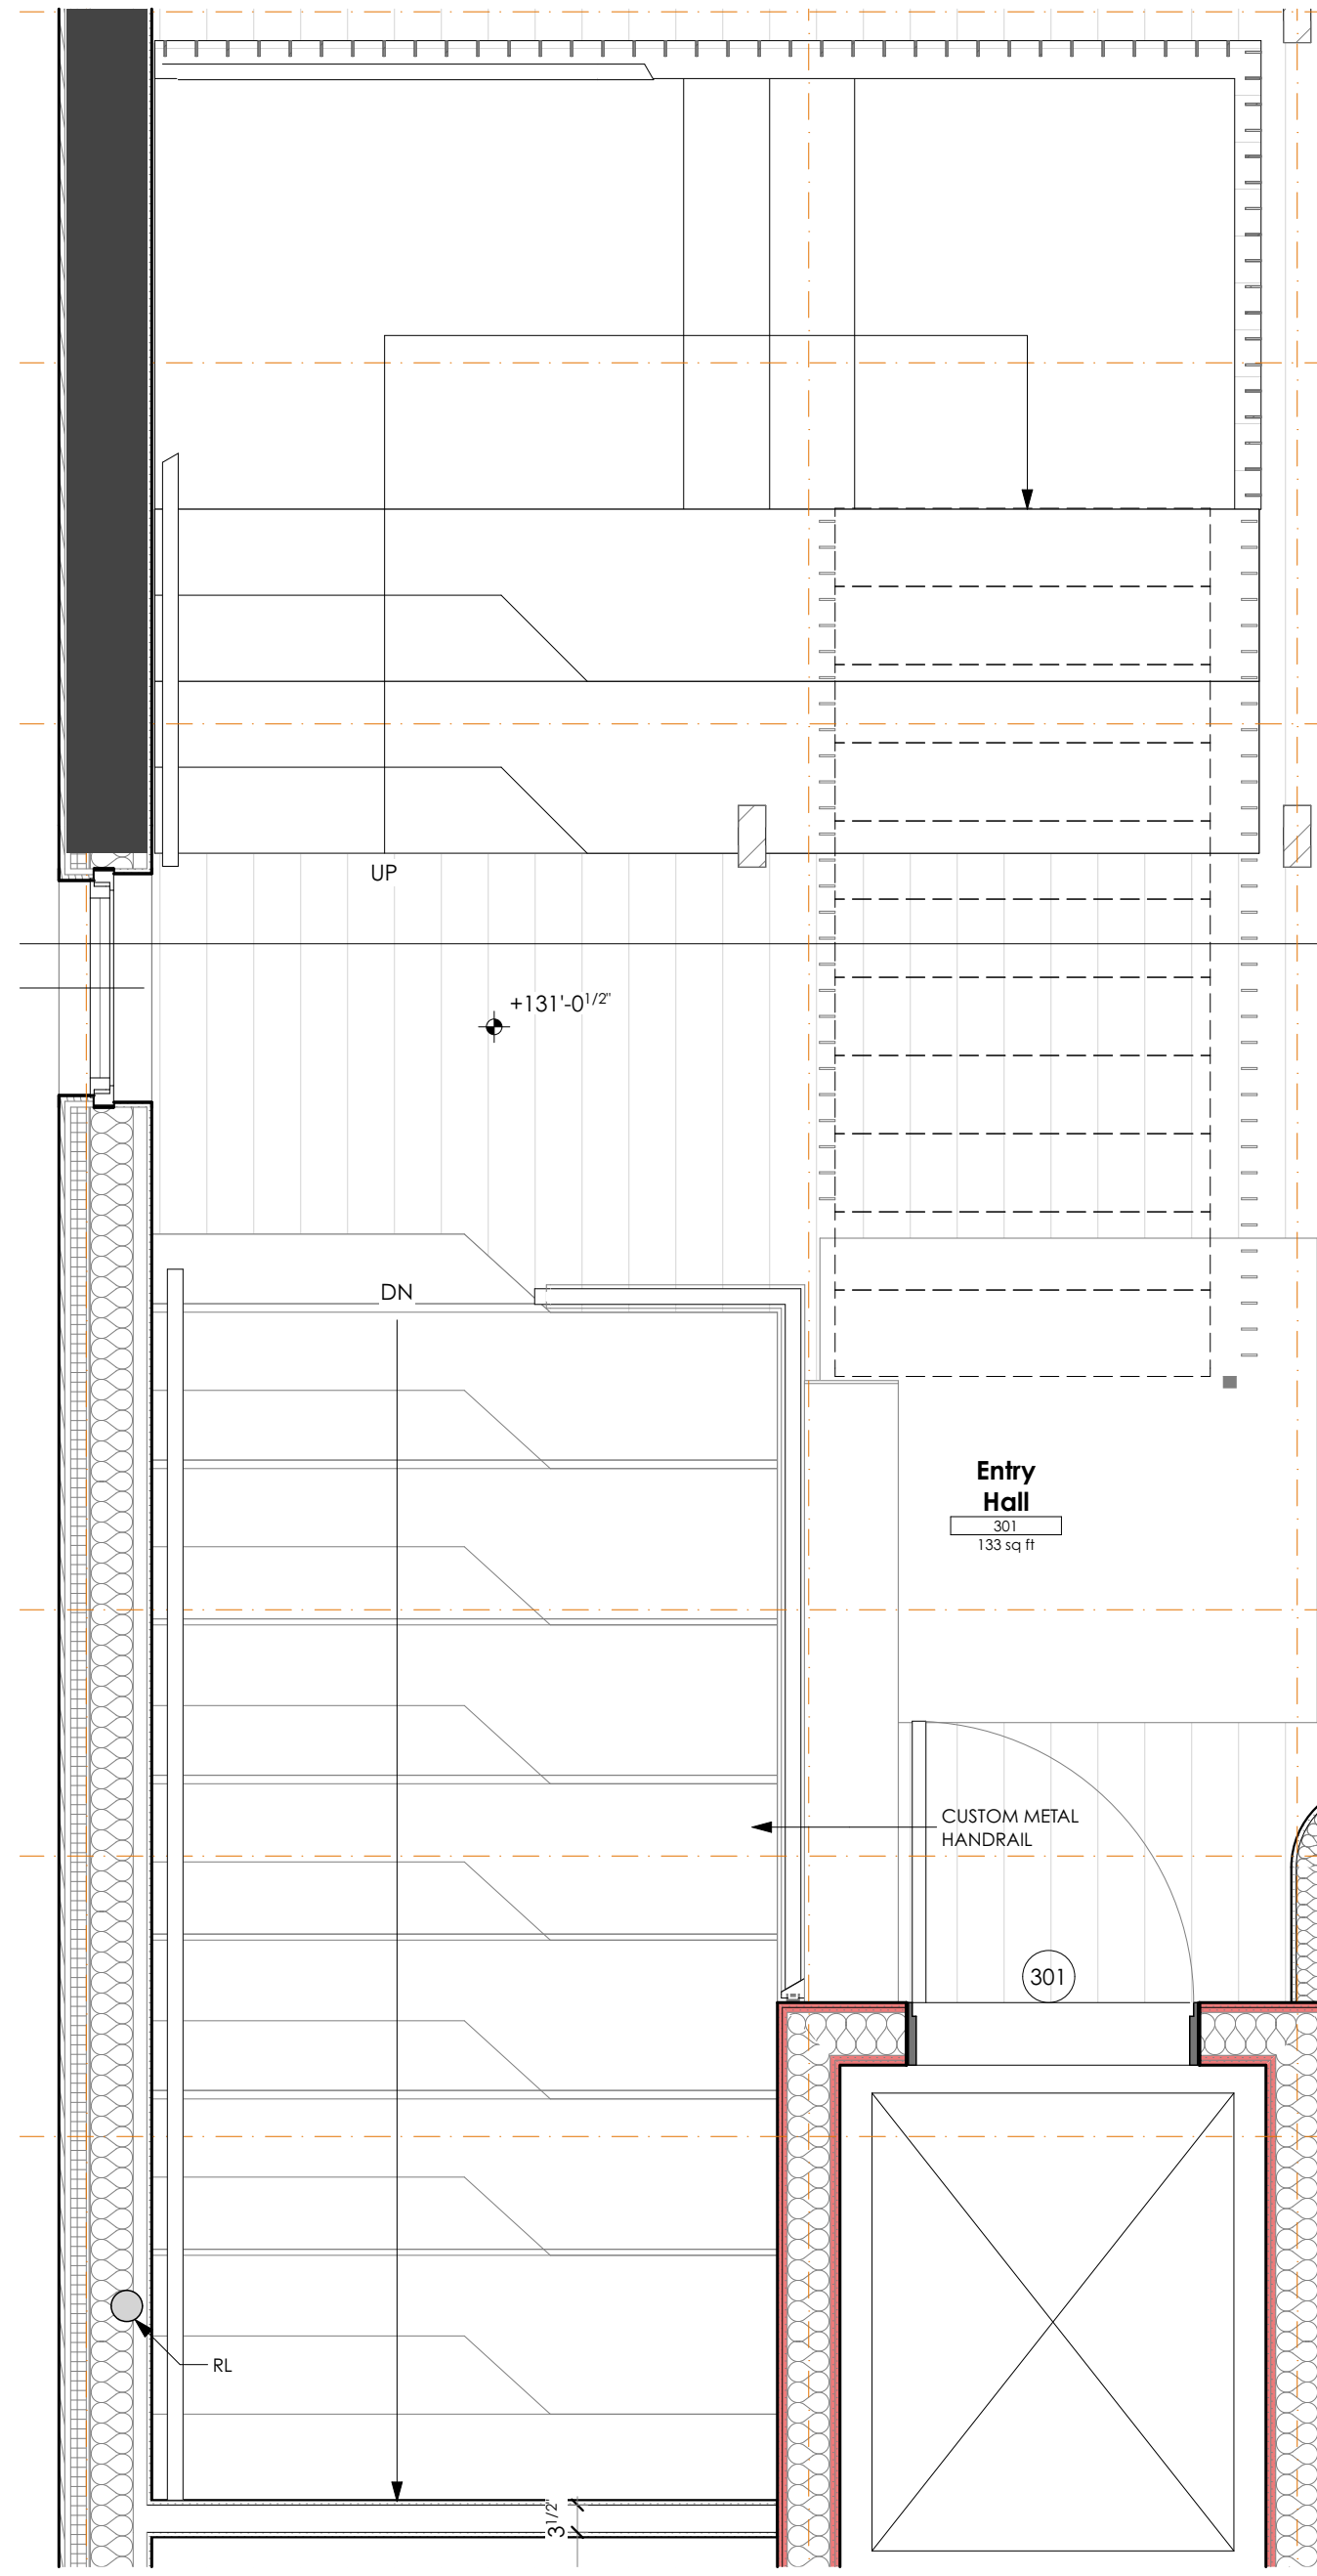 UP
+131'-0 1/2"
DN
Entry
Hall
301
133 sq ft
CUSTOM METAL
HANDRAIL
301
RL
3 1/2"